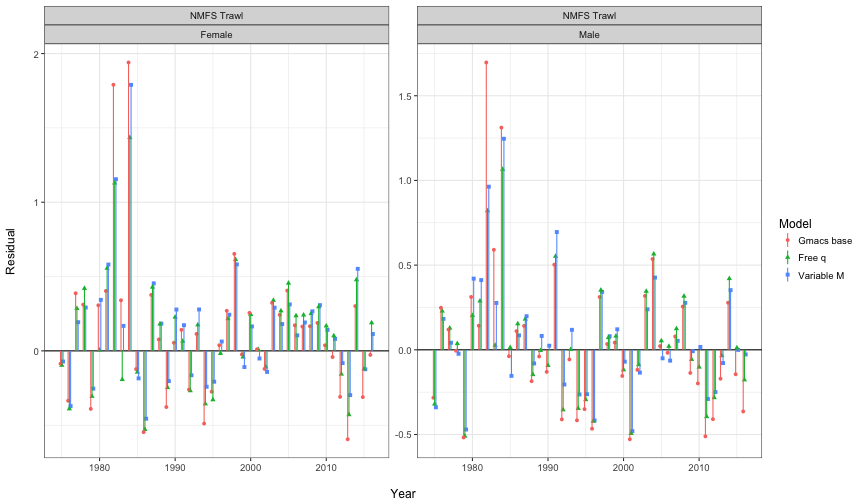 NMFS Trawl
NMFS Trawl
Female
Male
2
1
0
1.5
1.0
0.5
0.0
-0.5
Residual
1980
1990
2000
2010
1980
1990
2000
2010
Year
Model
Gmacs base
Free q
Variable M